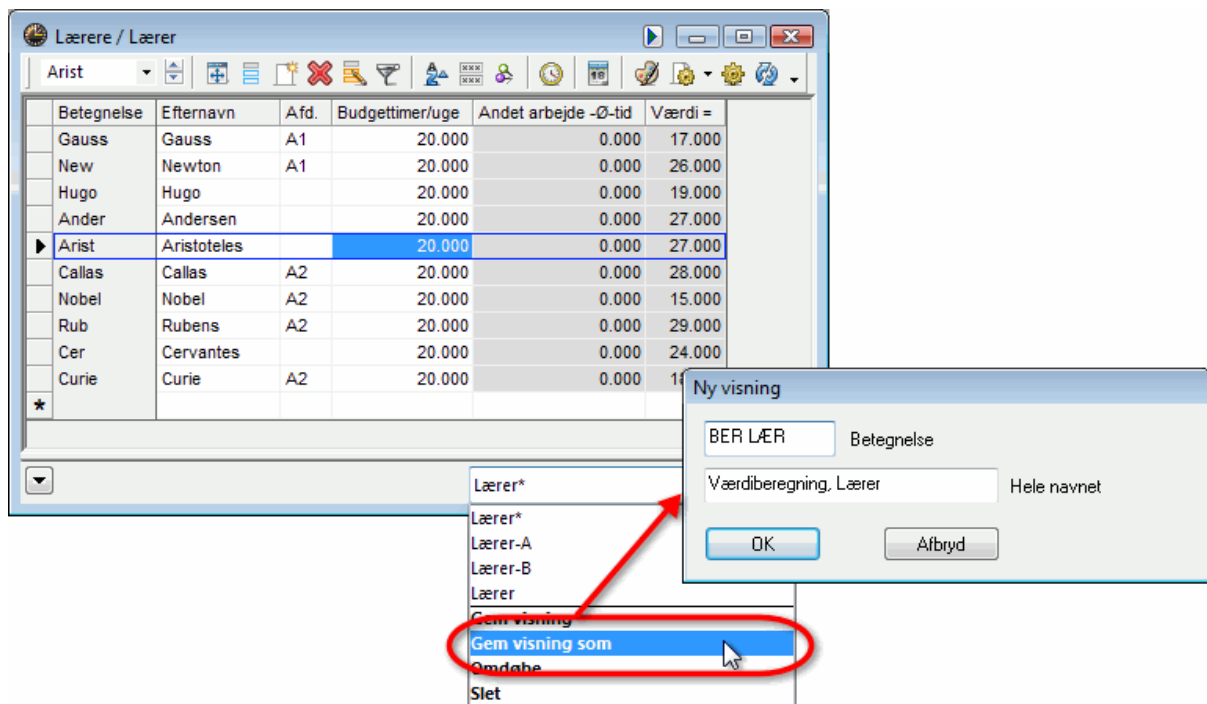 Lærere / Lærer
Arist
Betegnelse Efternavn Afd. Budgettimer/uge Andet arbejde -Ø-tid Værdi =
Gauss Gauss A1 20.000 0.000 17.000
New Newton A1 20.000 0.000 26.000
Hugo Hugo 20.000 0.000 19.000
Ander Andersen 20.000 0.000 27.000
Arist Aristoteles 20.000 0.000 27.000
Callas Callas A2 20.000 0.000 28.000
Nobel Nobel A2 20.000 0.000 15.000
Rub Rubens A2 20.000 0.000 29.000
Cer Cervantes 20.000 0.000 24.000
Curie Curie A2 20.000 0.000
Ny visning
BER LÆR Betegnelse
Værdiberegning, Lærer Hele navnet
OK Afbryd
Lærer*
Lærer*
Lærer-A
Lærer-B
Lærer
Gem visning
Gem visning som
Omdøbe
Slet